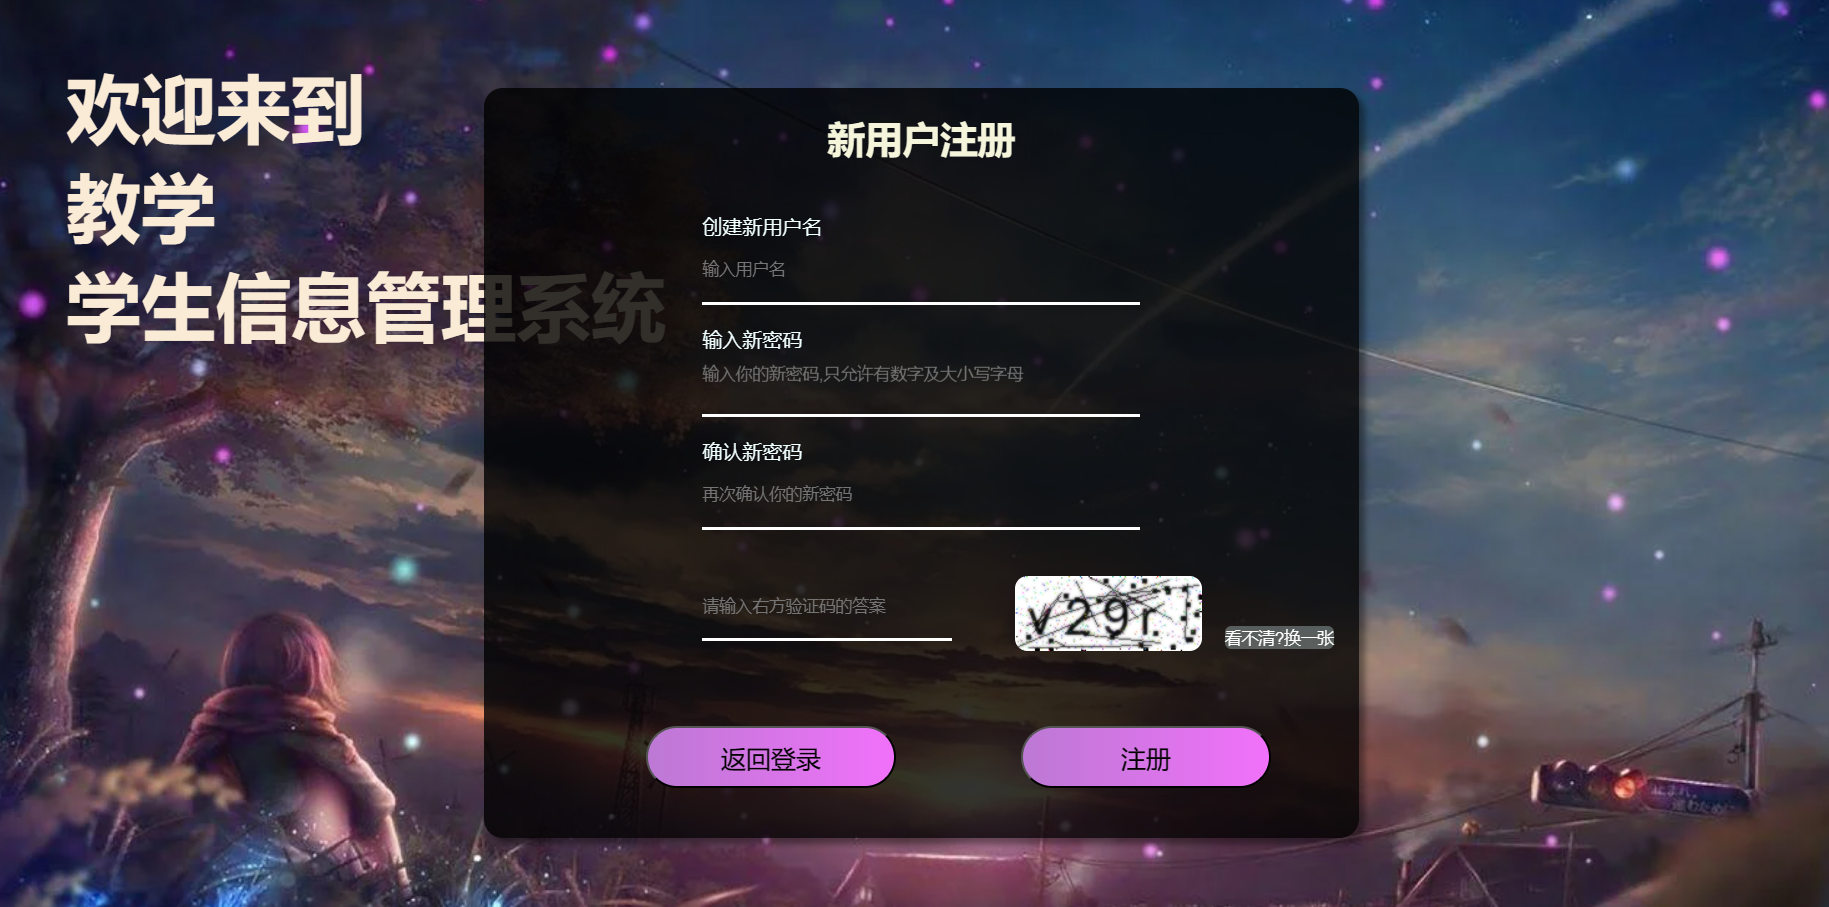 欢迎来到
教学
学生信息管理系统
新用户注册
创建新用户名
输入用户名
输入新密码
输入你的新密码,只允许有数字及大小写字母
确认新密码
再次确认你的新密码
请输入右方验证码的答案
v29r
看不清?换一张
返回登录
注册
止まれ。